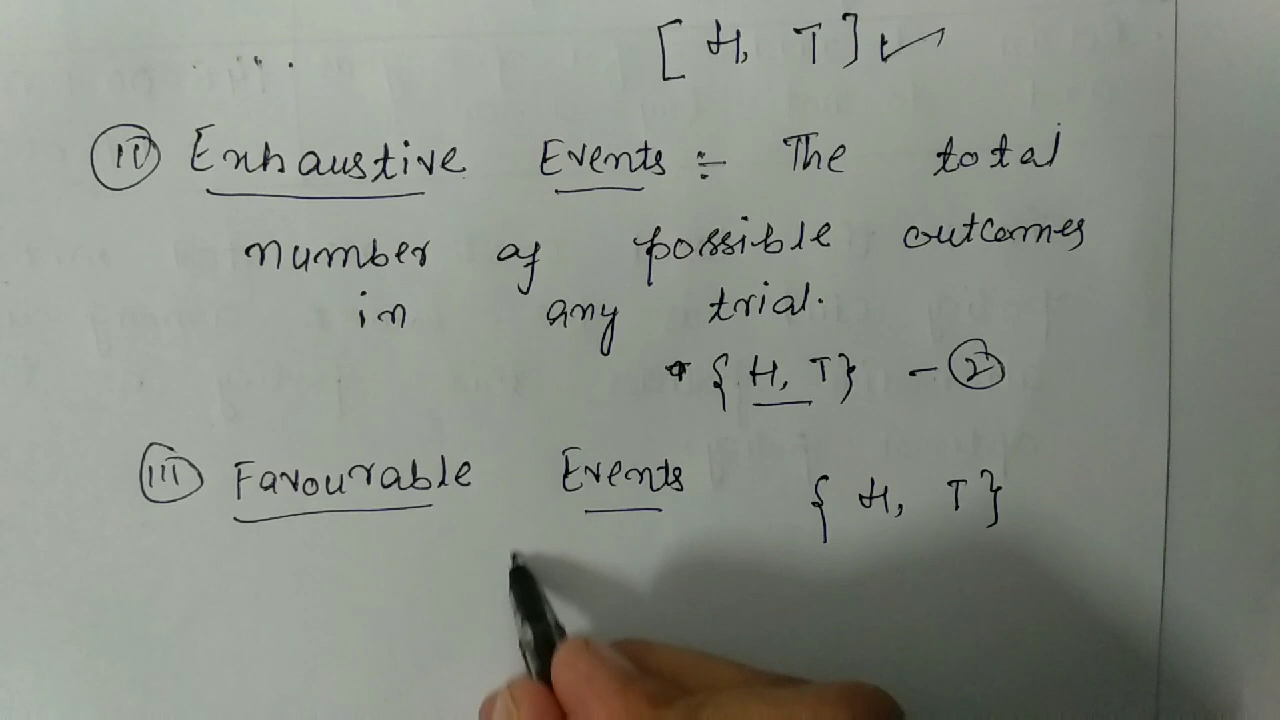 [H, T] ✓
(ii) Exhaustive Events :- The total
number of possible outcomes
in any trial.
{H, T} - (2)
(iii) Favourable Events { H, T}